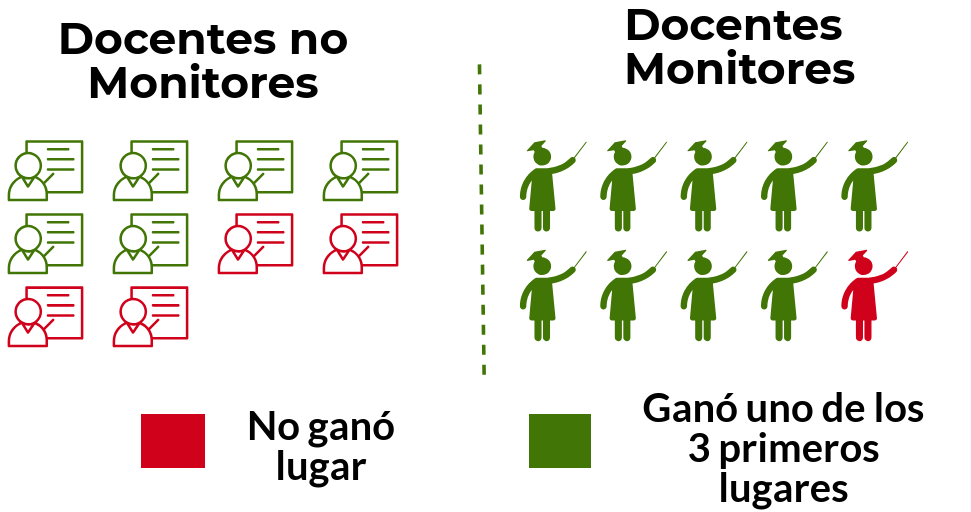 Docentes no
Monitores
Docentes
Monitores
No ganó
lugar
Ganó uno de los
3 primeros
lugares